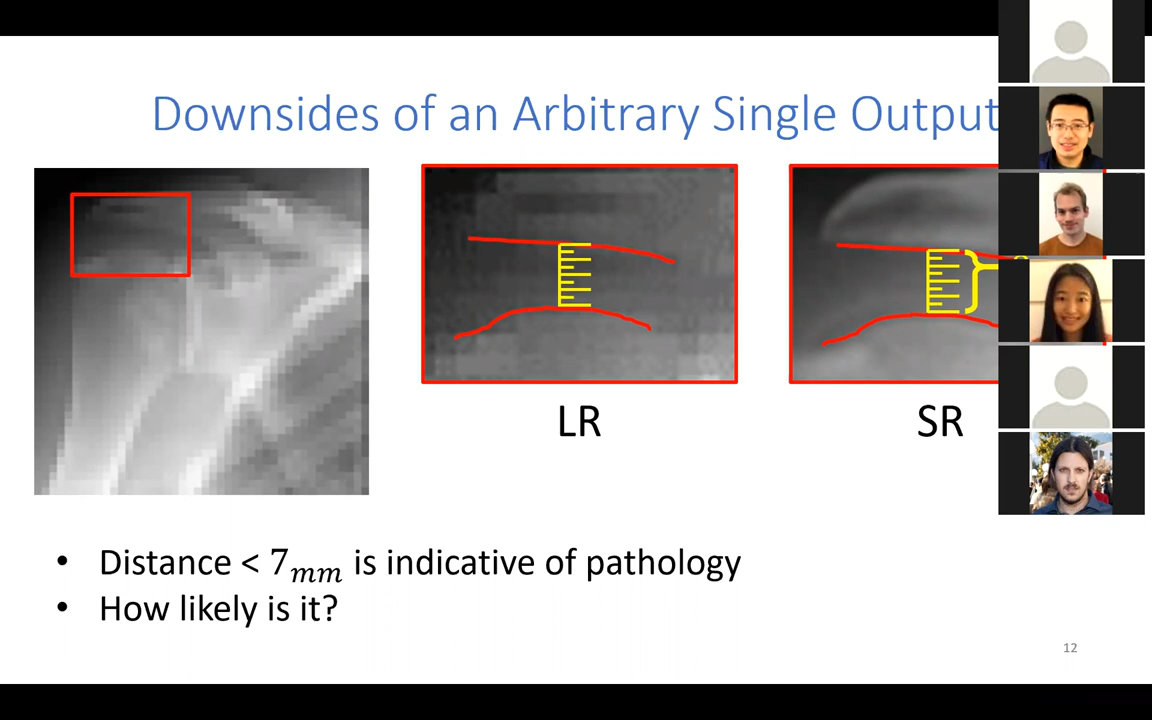 Downsides of an Arbitrary Single Output
LR
SR
• Distance < 7mm is indicative of pathology
• How likely is it?
12